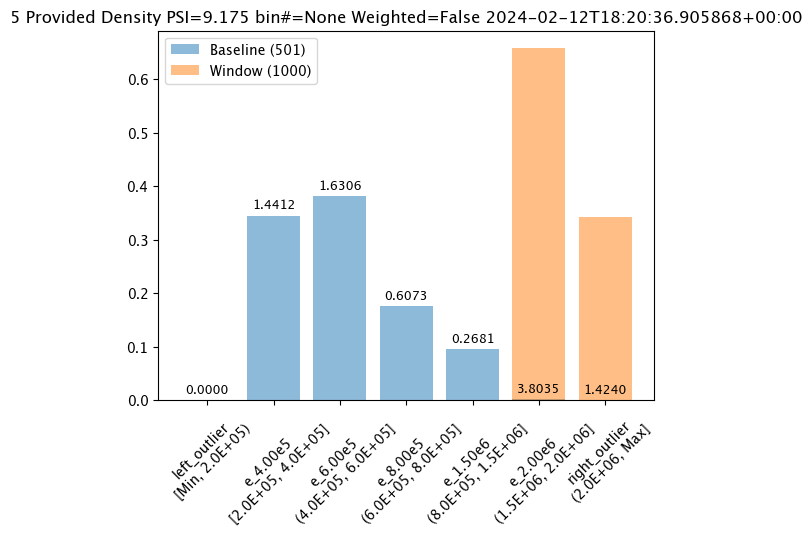 5 Provided Density PSI=9.175 bin#=None Weighted=False 2024-02-12T18:20:36.905868+00:00
Baseline (501)
Window (1000)
0.6
0.5
0.4
0.3
0.2
0.1
0.0
0.0000
1.4412
1.6306
0.6073
0.2681
3.8035
1.4240
left_outlier
[Min, 2.0E+05)
e_4.00e5
[2.0E+05, 4.0E+05]
e_6.00e5
(4.0E+05, 6.0E+05]
e_8.00e5
(6.0E+05, 8.0E+05]
e_1.50e6
(8.0E+05, 1.5E+06]
e_2.00e6
(1.5E+06, 2.0E+06]
right_outlier
(2.0E+06, Max]